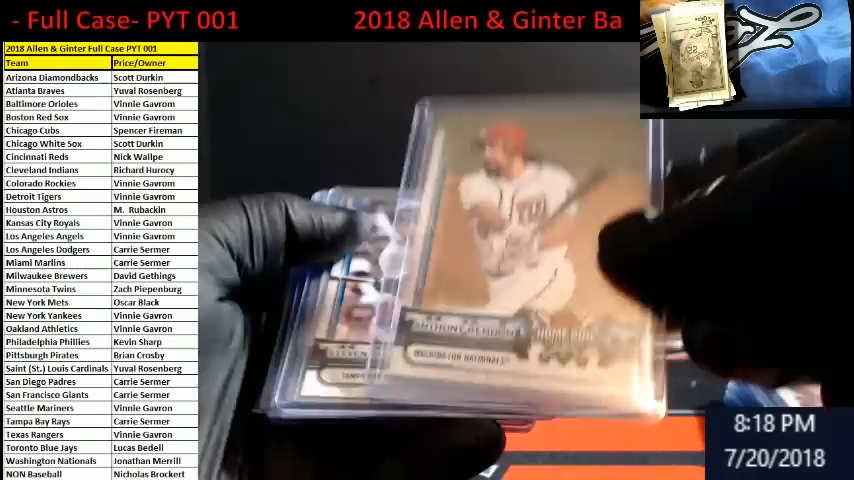 - Full Case- PYT 001
2018 Allen & Ginter Ba
2018 Allen & Ginter Full Case PYT 001
Team Price/Owner
Arizona Diamondbacks Scott Durkin
Atlanta Braves Yuval Rosenberg
Baltimore Orioles Vinnie Gavrom
Boston Red Sox Vinnie Gavrom
Chicago Cubs Spencer Fireman
Chicago White Sox Scott Durkin
Cincinnati Reds Nick Wallpe
Cleveland Indians Richard Hurocy
Colorado Rockies Vinnie Gavrom
Detroit Tigers Vinnie Gavrom
Houston Astros M. Rubackin
Kansas City Royals Vinnie Gavron
Los Angeles Angels Vinnie Gavrom
Los Angeles Dodgers Carrie Sermer
Miami Marlins Carrie Sermer
Milwaukee Brewers David Gethings
Minnesota Twins Zach Piepenburg
New York Mets Oscar Black
New York Yankees Vinnie Gavron
Oakland Athletics Vinnie Gavrom
Philadelphia Phillies Kevin Sharp
Pittsburgh Pirates Brian Crosby
Saint (St.) Louis Cardinals Yuval Rosenberg
San Diego Padres Carrie Sermer
San Francisco Giants Carrie Sermer
Seattle Mariners Vinnie Gavron
Tampa Bay Rays Carrie Sermer
Texas Rangers Vinnie Gavron
Toronto Blue Jays Lucas Bedell
Washington Nationals Jonathan Merrill
NON Baseball Nicholas Brockert
ANTHONY RENDON
WASHINGTON NATIONALS
STEVEN
TAMPA
8:18 PM
7/20/2018